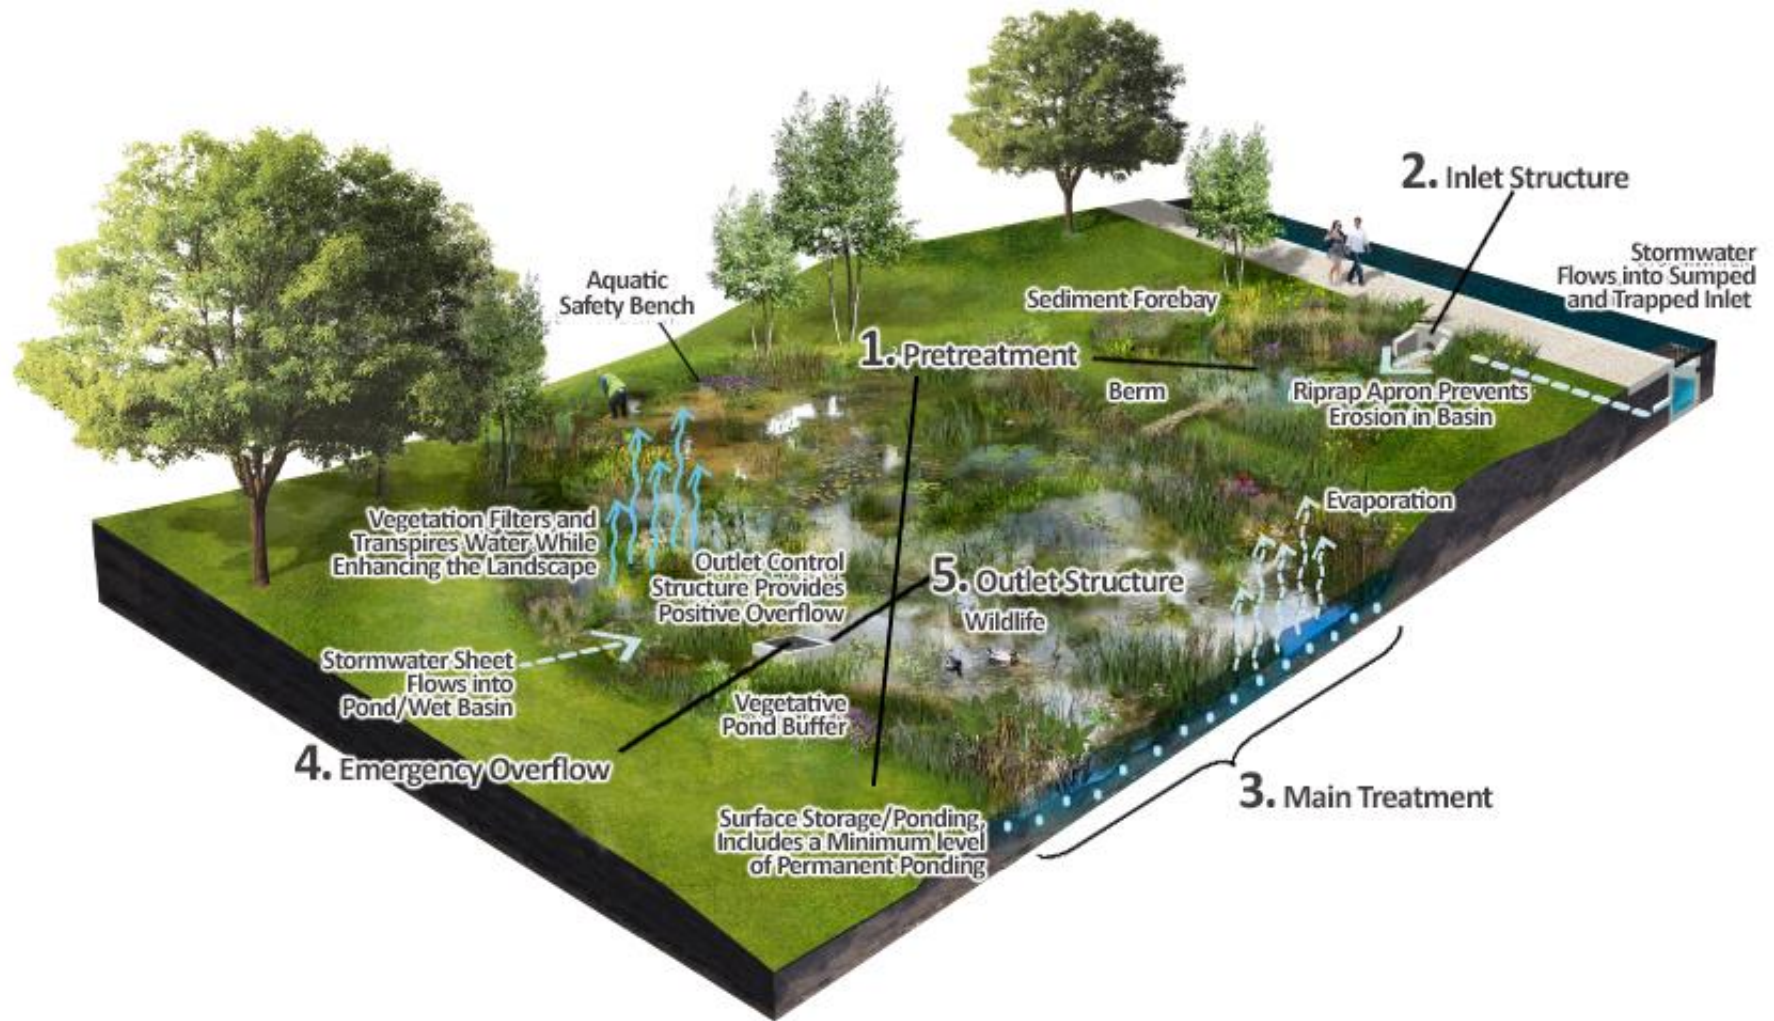 2. Inlet Structure
Stormwater
Flows into Sumped
and Trapped Inlet
Aquatic
Safety Bench
Sediment Forebay
1. Pretreatment
Berm
Riprap Apron Prevents
Erosion in Basin
Evaporation
Vegetation Filters and
Transpires Water While
Enhancing the Landscape
Outlet Control
Structure Provides
Positive Overflow
5. Outlet Structure
Wildlife
Stormwater Sheet
Flows into
Pond/Wet Basin
Vegetative
Pond Buffer
4. Emergency Overflow
3. Main Treatment
Surface Storage/Ponding,
Includes a Minimum level
of Permanent Ponding